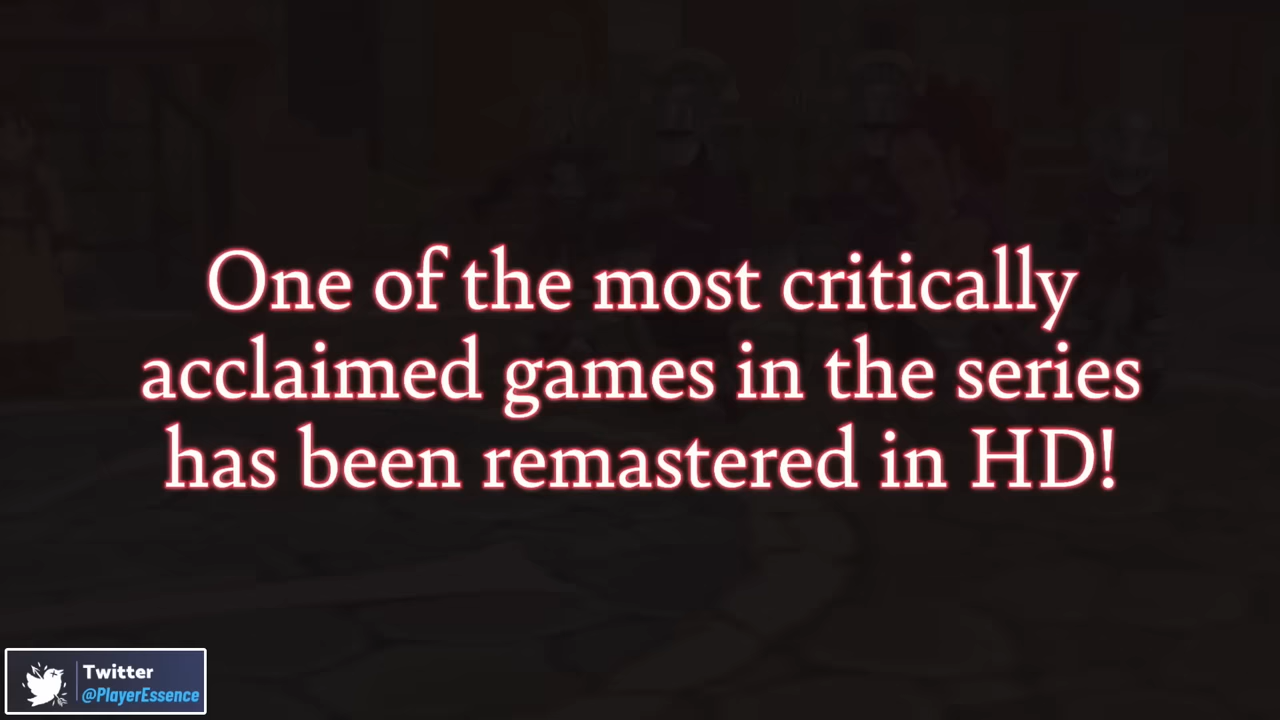 One of the most critically
acclaimed games in the series
has been remastered in HD!
Twitter
@PlayerEssence